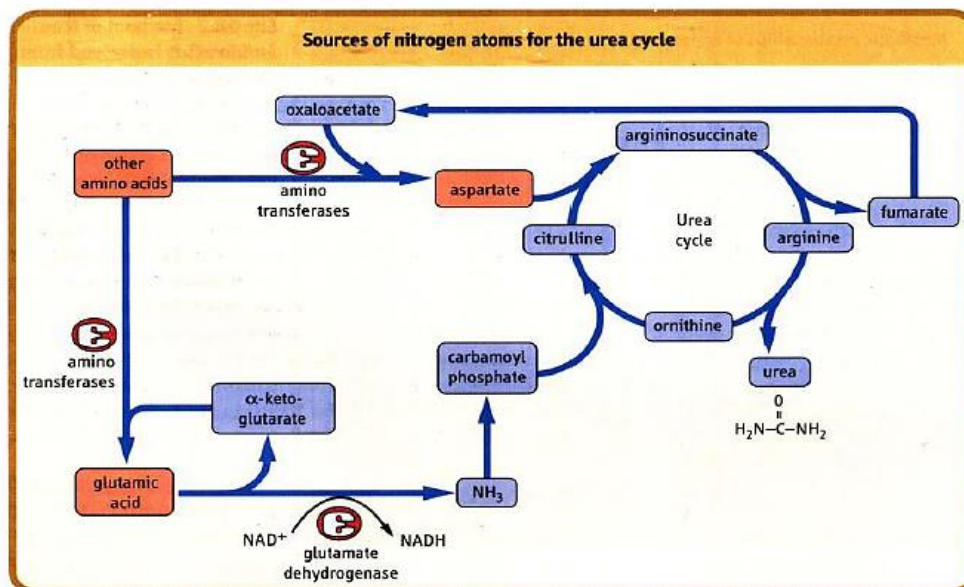 Sources of nitrogen atoms for the urea cycle
oxaloacetate
argininosuccinate
other
amino acids
E
amino
transferases
aspartate
fumarate
Urea
cycle
citrulline
arginine
E
amino
transferases
ornithine
carbamoyl
phosphate
urea
α-keto-
glutarate
O
H₂N–C–NH₂
glutamic
acid
NH₃
NAD⁺
E
NADH
glutamate
dehydrogenase